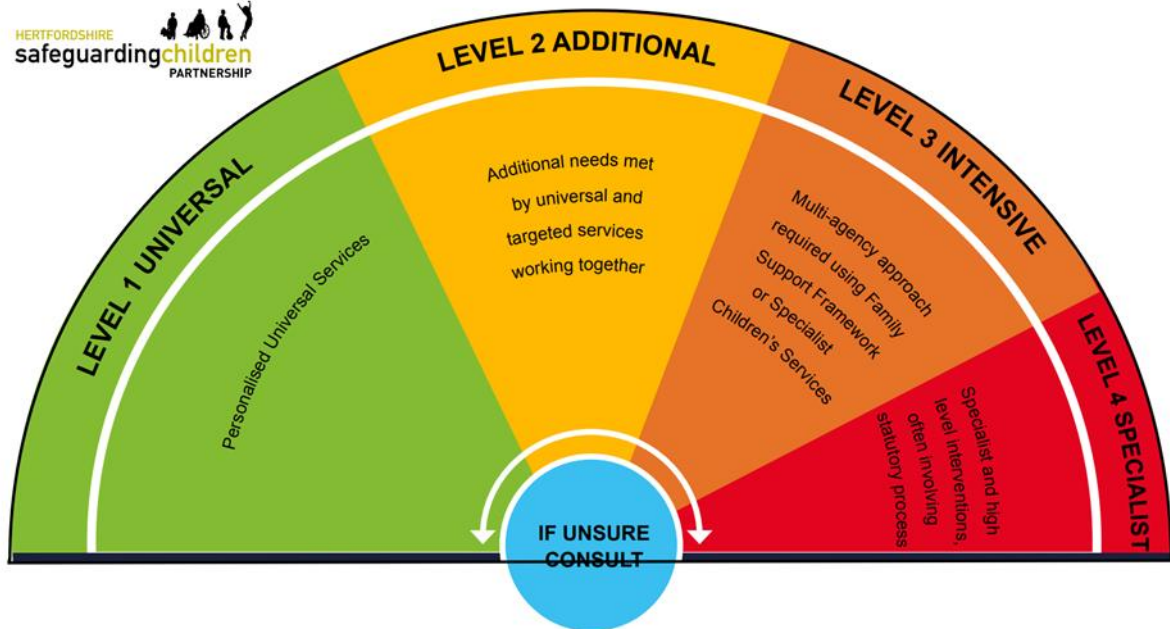 HERTFORDSHIRE
safeguardingchildren
PARTNERSHIP
LEVEL 1 UNIVERSAL
Personalised Universal Services
LEVEL 2 ADDITIONAL
Additional needs met
by universal and
targeted services
working together
LEVEL 3 INTENSIVE
Multi-agency approach
required using Family
Support Framework
or Specialist
Children's Services
LEVEL 4 SPECIALIST
Specialist and high
level interventions,
often involving
statutory process
IF UNSURE
CONSULT